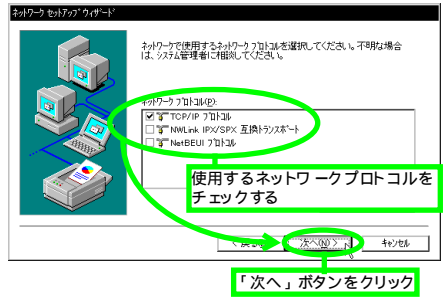 ネットワーク セットアップ ウィザード
ネットワークで使用するネットワーク プロトコルを選択してください。不明な場合
は、システム管理者に相談してください。
ネットワーク プロトコル(P):
TCP/IP プロトコル
NWLink IPX/SPX 互換トランスポート
NetBEUI プロトコル
使用するネットワークプロトコルを
チェックする
次へ(N) >
キャンセル
「次へ」ボタンをクリック